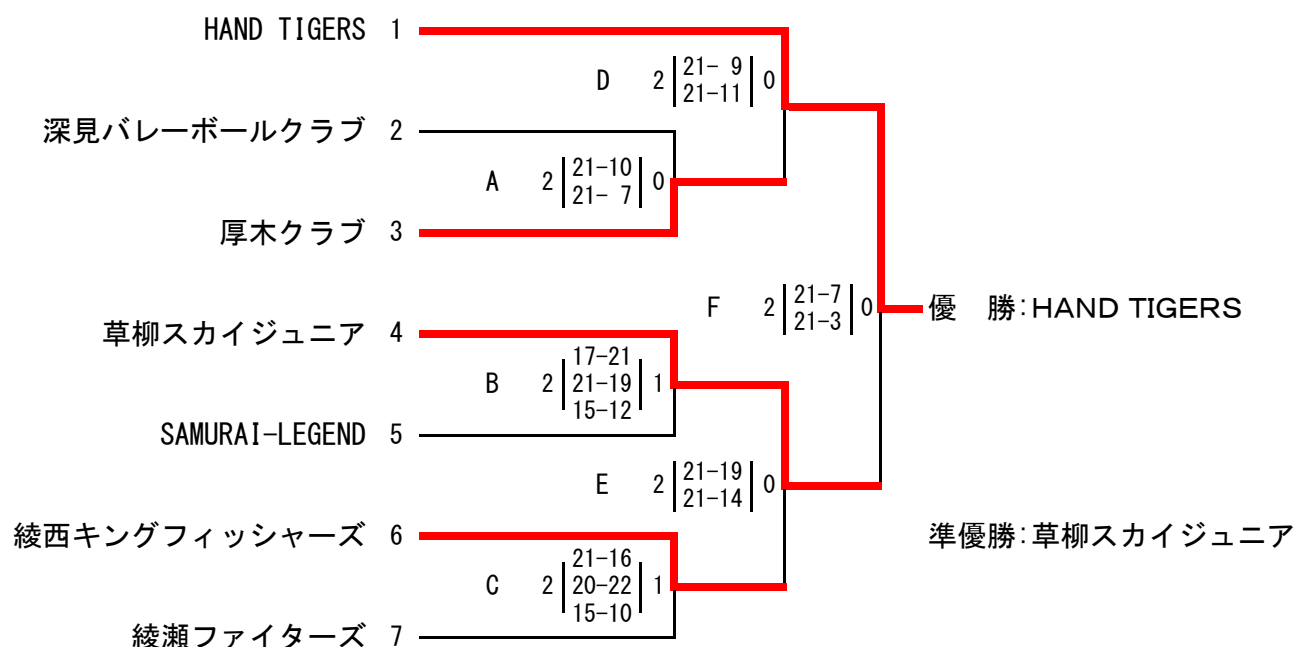 HAND TIGERS 1
D 2 21- 9 0
21-11
深見バレーボールクラブ 2
A 2 21-10 0
21- 7
厚木クラブ 3
F 2 21-7 0
21-3
優　勝:HAND TIGERS
草柳スカイジュニア 4
B 2 17-21 1
21-19
15-12
SAMURAI-LEGEND 5
E 2 21-19 0
21-14
綾西キングフィッシャーズ 6
準優勝:草柳スカイジュニア
C 2 21-16 1
20-22
15-10
綾瀬ファイターズ 7